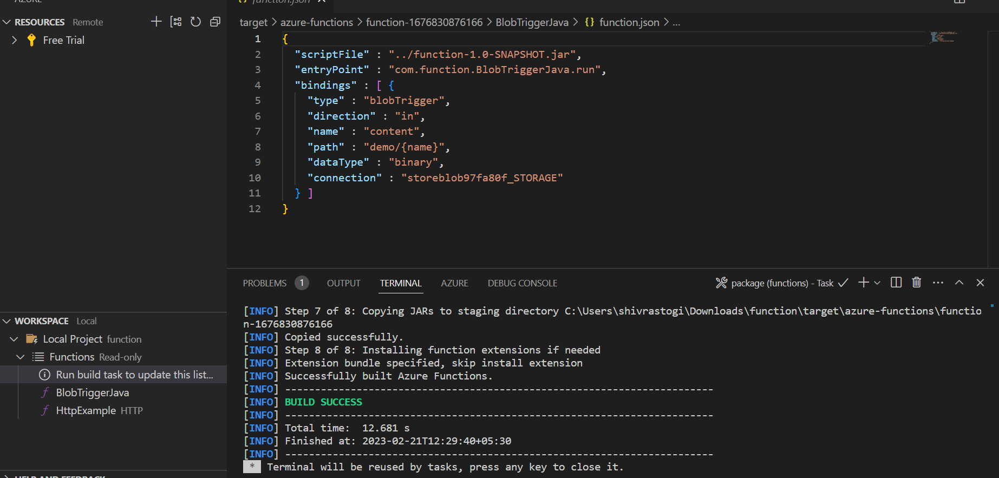 AZURE
function.json
RESOURCES Remote
Free Trial
target > azure-functions > function-1676830876166 > BlobTriggerJava > {} function.json > ...
1 {
2 "scriptFile" : "../function-1.0-SNAPSHOT.jar",
3 "entryPoint" : "com.function.BlobTriggerJava.run",
4 "bindings" : [ {
5 "type" : "blobTrigger",
6 "direction" : "in",
7 "name" : "content",
8 "path" : "demo/{name}",
9 "dataType" : "binary",
10 "connection" : "storeblob97fa80f_STORAGE"
11 } ]
12 }
WORKSPACE Local
Local Project function
Functions Read-only
Run build task to update this list...
BlobTriggerJava
HttpExample HTTP
HELP AND FEEDBACK
PROBLEMS 1 OUTPUT TERMINAL AZURE DEBUG CONSOLE
package (functions) - Task
[INFO] Step 7 of 8: Copying JARs to staging directory C:\Users\shivrastogi\Downloads\function\target\azure-functions\functio
n-1676830876166
[INFO] Copied successfully.
[INFO] Step 8 of 8: Installing function extensions if needed
[INFO] Extension bundle specified, skip install extension
[INFO] Successfully built Azure Functions.
[INFO] ------------------------------------------------------------------------
[INFO] BUILD SUCCESS
[INFO] ------------------------------------------------------------------------
[INFO] Total time:  12.681 s
[INFO] Finished at: 2023-02-21T12:29:40+05:30
[INFO] ------------------------------------------------------------------------
* Terminal will be reused by tasks, press any key to close it.